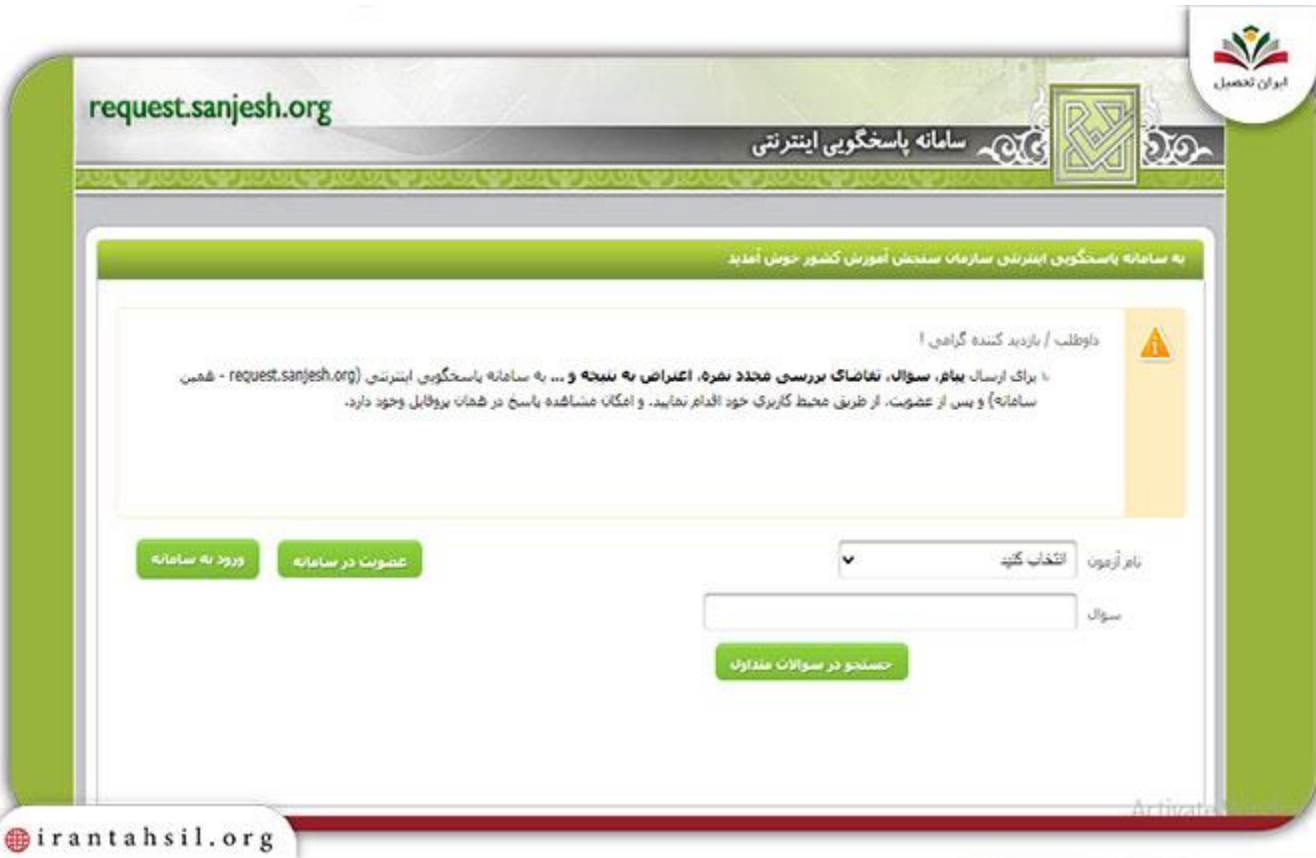 ایران تحصیل
request.sanjesh.org
سامانه پاسخگویی اینترنتی
به سامانه پاسخگویی اینترنتی سازمان سنجش آموزش کشور خوش آمدید
داوطلب / بازدید کننده گرامی !
برای ارسال پیام، سوال، تقاضای بررسی مجدد نمره، اعتراض به نتیجه و ... به سامانه پاسخگویی اینترنتی (request.sanjesh.org - همین
سامانه) و پس از عضویت، از طریق محیط کاربری خود اقدام نمایید. و امکان مشاهده پاسخ در همان پروفایل وجود دارد.
نام آزمون
انتخاب کنید
عضویت در سامانه
ورود به سامانه
سوال
جستجو در سوالات متداول
Activate
irantahsil.org